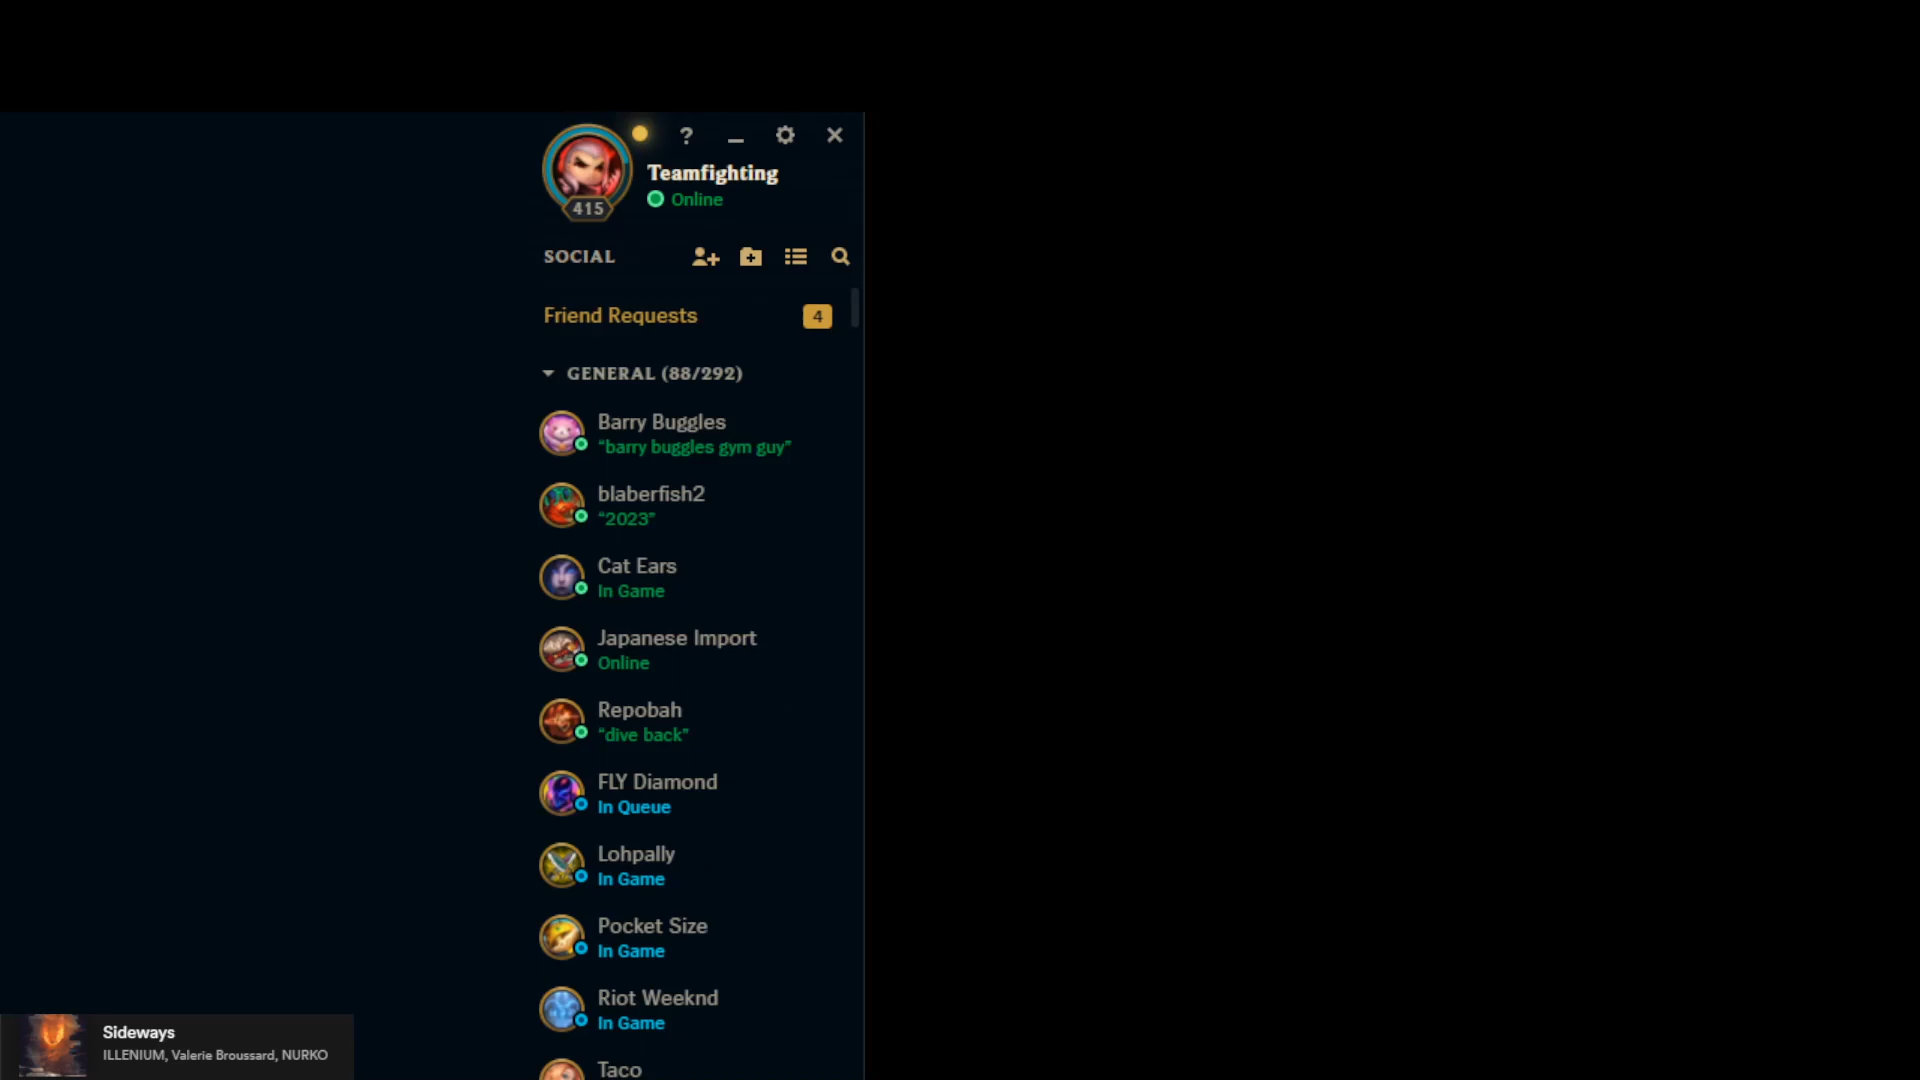 ?
Teamfighting
415
Online
SOCIAL
Friend Requests
4
GENERAL (88/292)
Barry Buggles
“barry buggles gym guy”
blaberfish2
“2023”
Cat Ears
In Game
Japanese Import
Online
Repobah
“dive back”
FLY Diamond
In Queue
Lohpally
In Game
Pocket Size
In Game
Riot Weeknd
In Game
Taco
Sideways
ILLENIUM, Valerie Broussard, NURKO